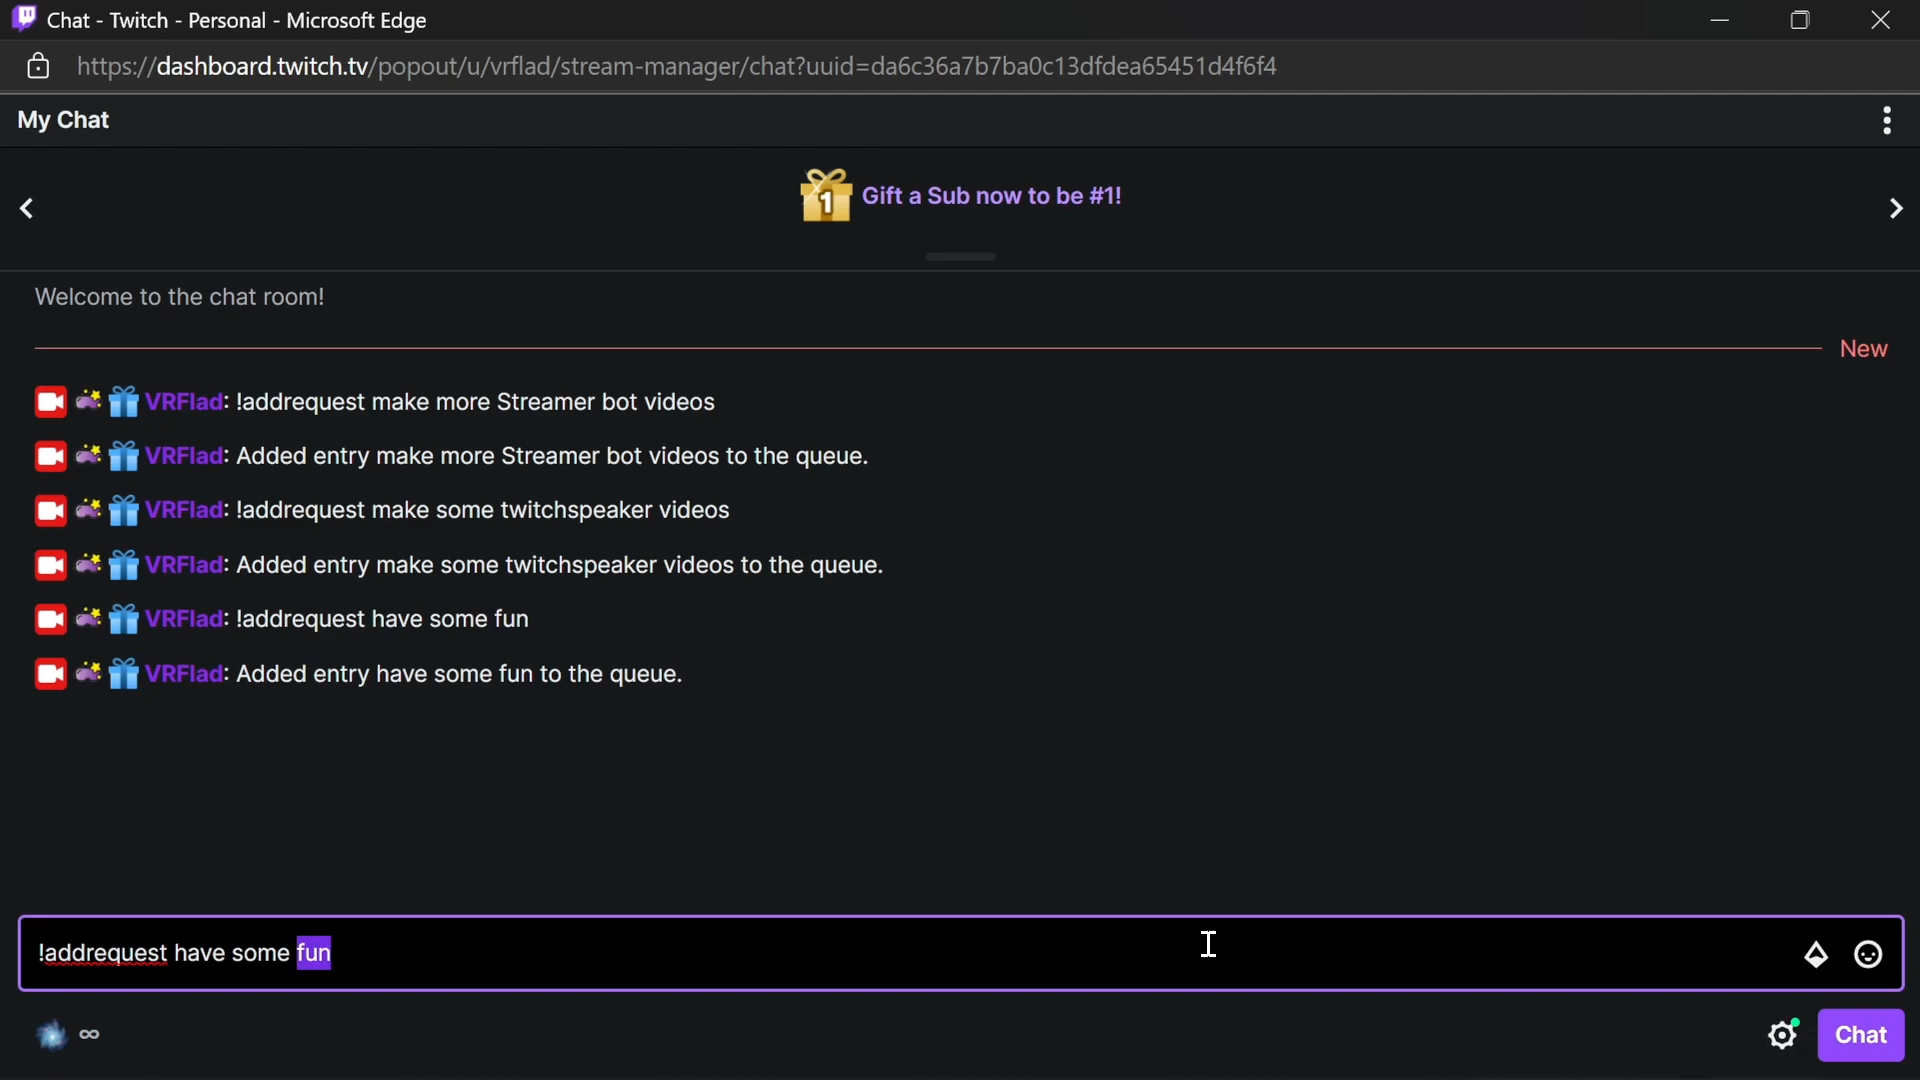 Chat - Twitch - Personal - Microsoft Edge
https://dashboard.twitch.tv/popout/u/vrflad/stream-manager/chat?uuid=da6c36a7b7ba0c13dfdea65451d4f6f4
My Chat
1 Gift a Sub now to be #1!
Welcome to the chat room!
New
VRFlad: !addrequest make more Streamer bot videos
VRFlad: Added entry make more Streamer bot videos to the queue.
VRFlad: !addrequest make some twitchspeaker videos
VRFlad: Added entry make some twitchspeaker videos to the queue.
VRFlad: !addrequest have some fun
VRFlad: Added entry have some fun to the queue.
!addrequest have some fun
∞
Chat